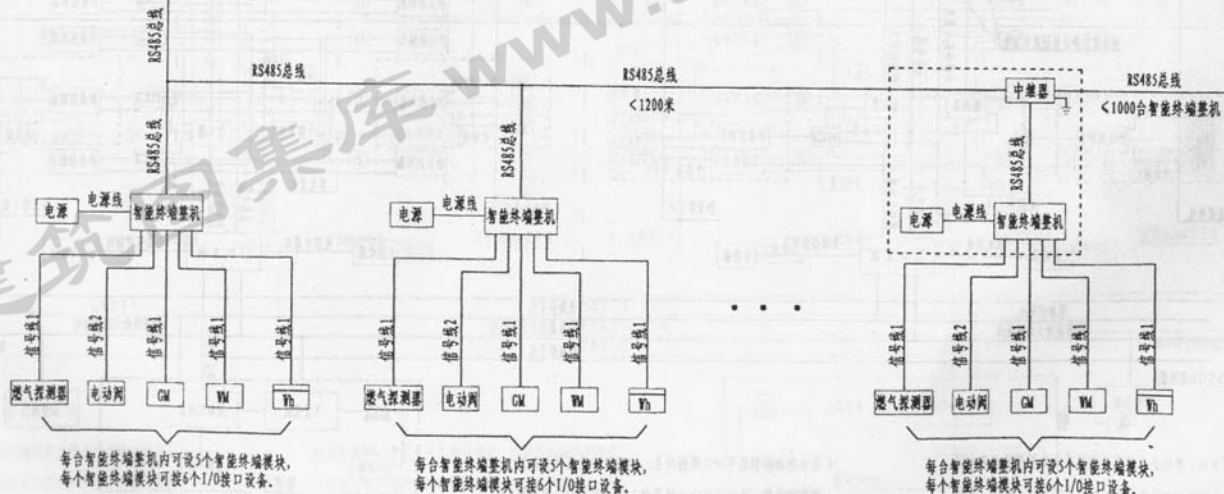 RS485总线
RS485总线
RS485总线
<1200米
中继器
RS485总线
<1000台智能终端整机
RS485总线
RS485总线
RS485总线
电源
电源线
智能终端整机
电源
电源线
智能终端整机
电源
电源线
智能终端整机
信号线1
信号线2
信号线1
信号线1
信号线1
信号线1
信号线2
信号线1
信号线1
信号线1
信号线1
信号线2
信号线1
信号线1
信号线1
燃气探测器
电动阀
GM
WM
Wh
燃气探测器
电动阀
GM
WM
Wh
燃气探测器
电动阀
GM
WM
Wh
每台智能终端整机内可设5个智能终端模块,
每个智能终端模块可接6个I/O接口设备.
每台智能终端整机内可设5个智能终端模块,
每个智能终端模块可接6个I/O接口设备.
每台智能终端整机内可设5个智能终端模块,
每个智能终端模块可接6个I/O接口设备.
筑图集库 www.